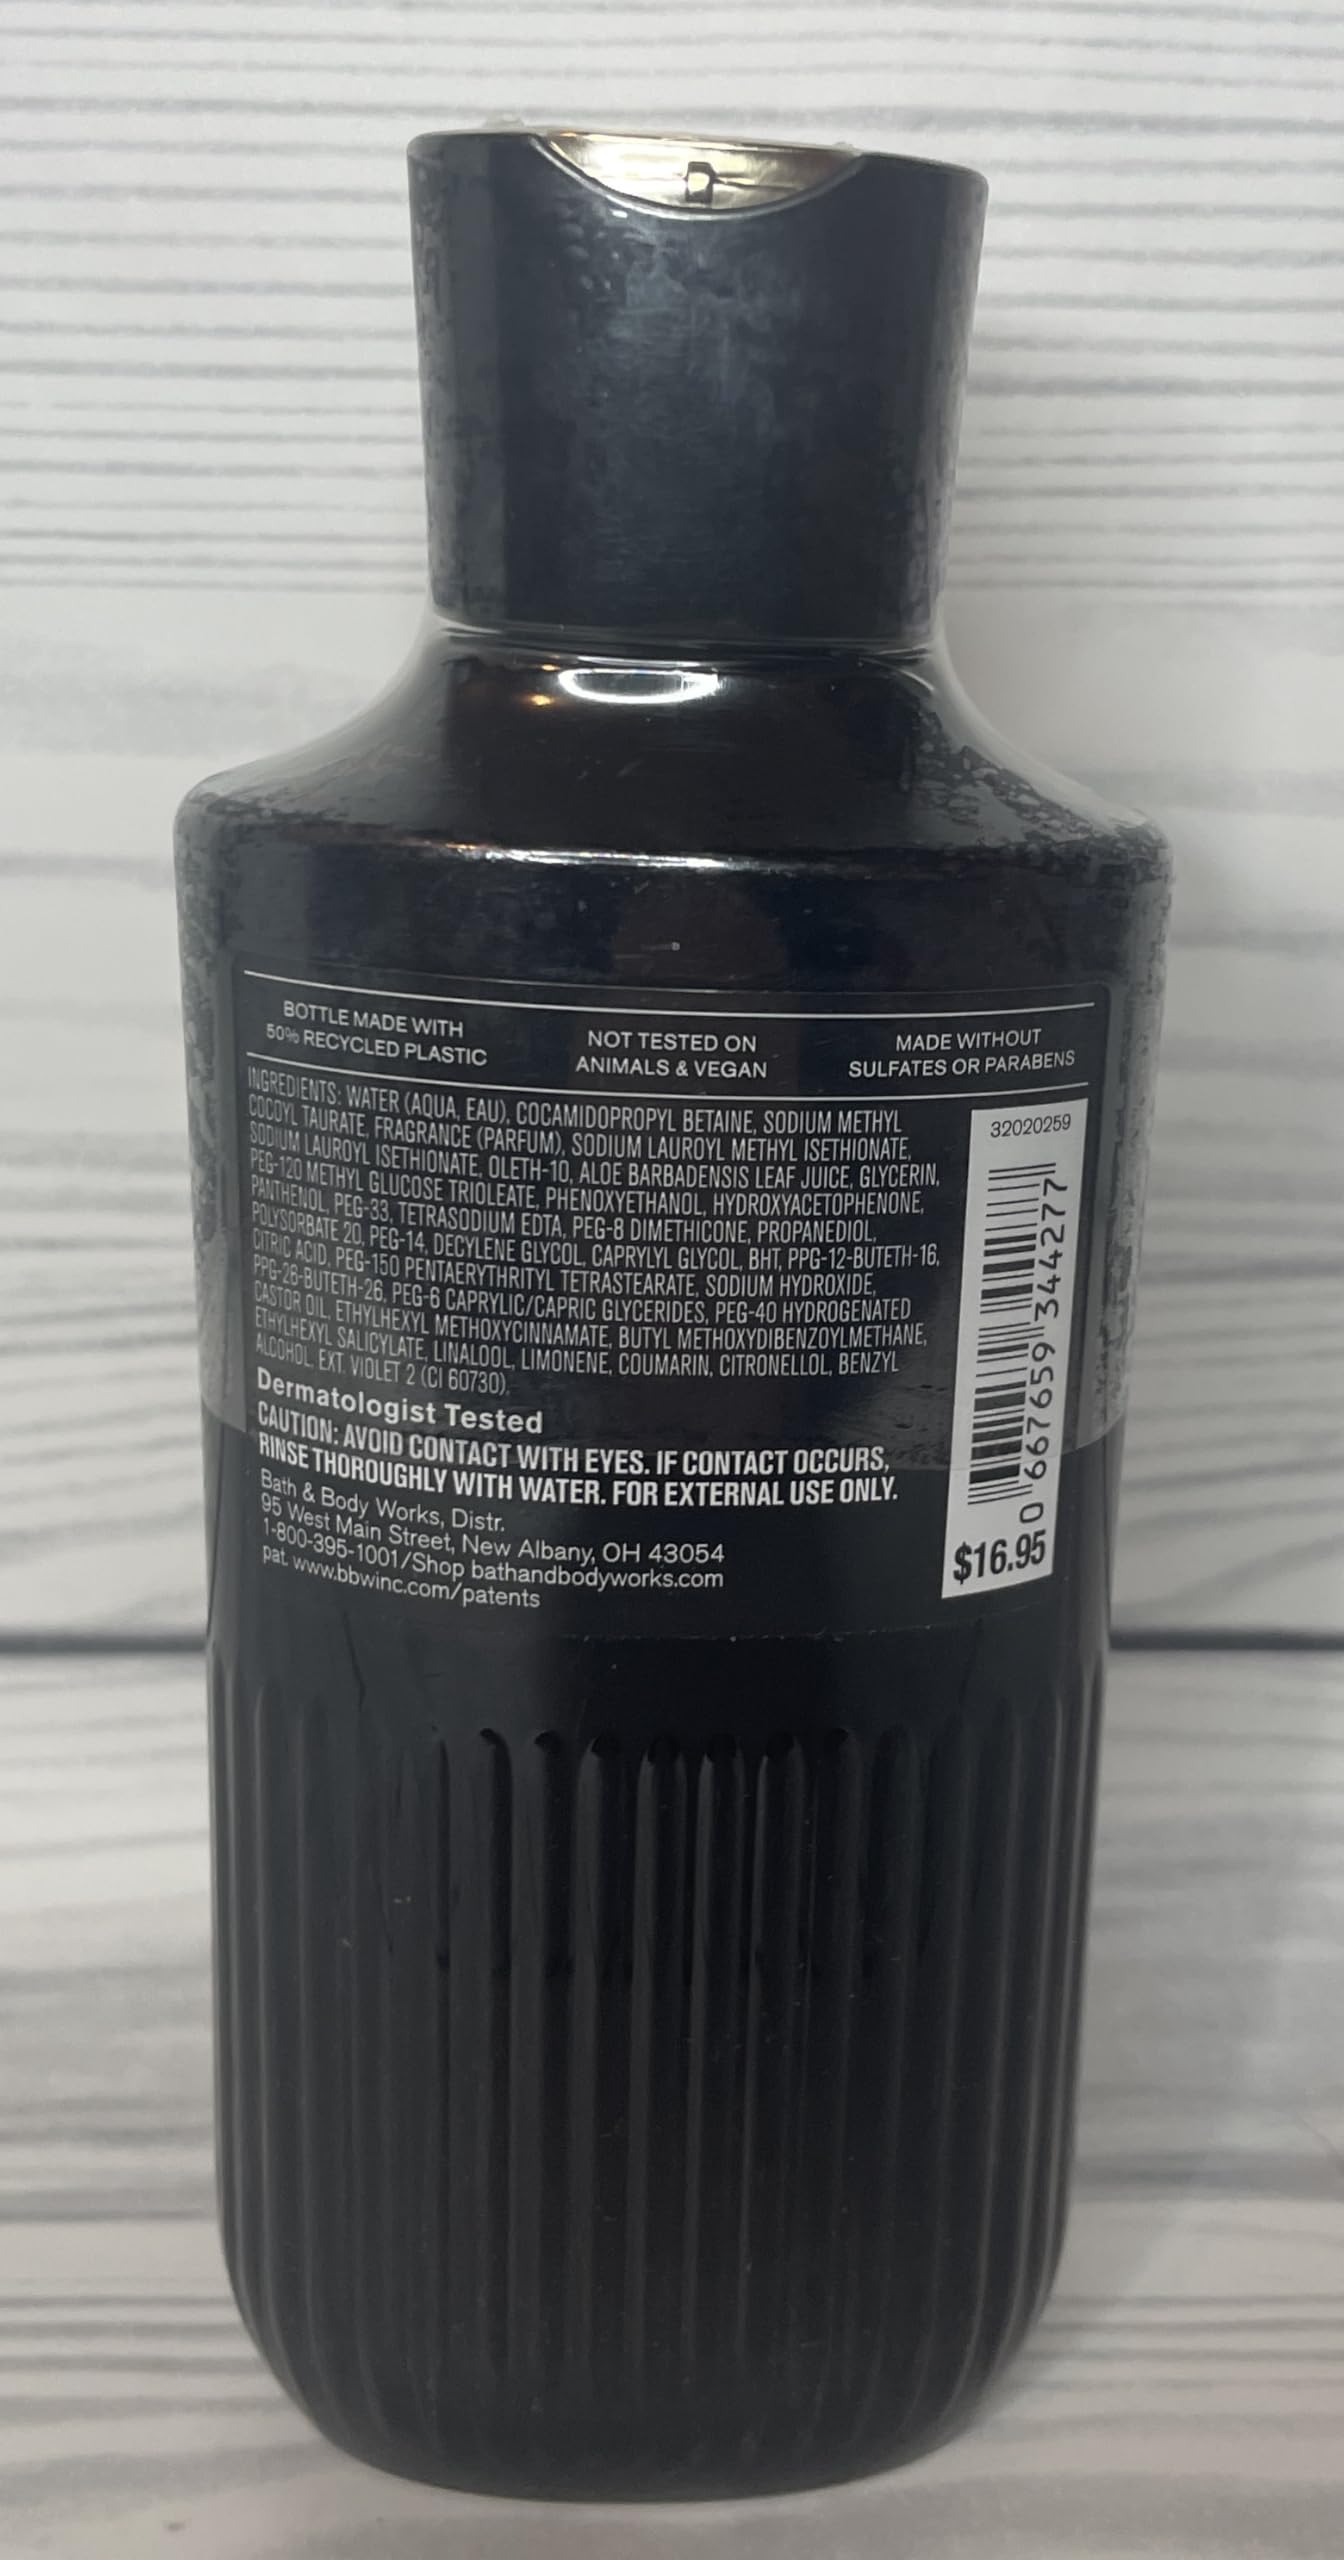 BOTTLE MADE WITH
50% RECYCLED PLASTIC
NOT TESTED ON
ANIMALS & VEGAN
MADE WITHOUT
SULFATES OR PARABENS
INGREDIENTS: WATER (AQUA, EAU), COCAMIDOPROPYL BETAINE, SODIUM METHYL
COCOYL TAURATE, FRAGRANCE (PARFUM), SODIUM LAUROYL METHYL ISETHIONATE,
SODIUM LAUROYL ISETHIONATE, OLETH-10, ALOE BARBADENSIS LEAF JUICE, GLYCERIN,
PEG-120 METHYL GLUCOSE TRIOLEATE, PHENOXYETHANOL, HYDROXYACETOPHENONE,
PANTHENOL, PEG-33, TETRASODIUM EDTA, PEG-8 DIMETHICONE, PROPANEDIOL,
POLYSORBATE 20, PEG-14, DECYLENE GLYCOL, CAPRYLYL GLYCOL, BHT, PPG-12-BUTETH-16,
CITRIC ACID, PEG-150 PENTAERYTHRITYL TETRASTEARATE, SODIUM HYDROXIDE,
PPG-26-BUTETH-26, PEG-6 CAPRYLIC/CAPRIC GLYCERIDES, PEG-40 HYDROGENATED
CASTOR OIL, ETHYLHEXYL METHOXYCINNAMATE, BUTYL METHOXYDIBENZOYLMETHANE,
ETHYLHEXYL SALICYLATE, LINALOOL, LIMONENE, COUMARIN, CITRONELLOL, BENZYL
ALCOHOL, EXT. VIOLET 2 (CI 60730).
Dermatologist Tested
CAUTION: AVOID CONTACT WITH EYES. IF CONTACT OCCURS,
RINSE THOROUGHLY WITH WATER. FOR EXTERNAL USE ONLY.
Bath & Body Works, Distr.
95 West Main Street, New Albany, OH 43054
1-800-395-1001/Shop bathandbodyworks.com
pat. www.bbwinc.com/patents
32020259
0 667659 344277
$16.95